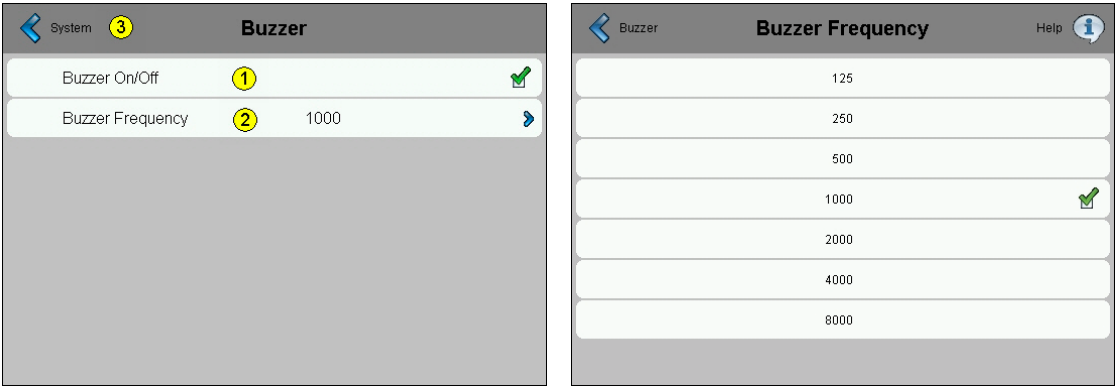 System 3 Buzzer
Buzzer On/Off 1
Buzzer Frequency 2 1000
Buzzer Buzzer Frequency Help
125
250
500
1000
2000
4000
8000